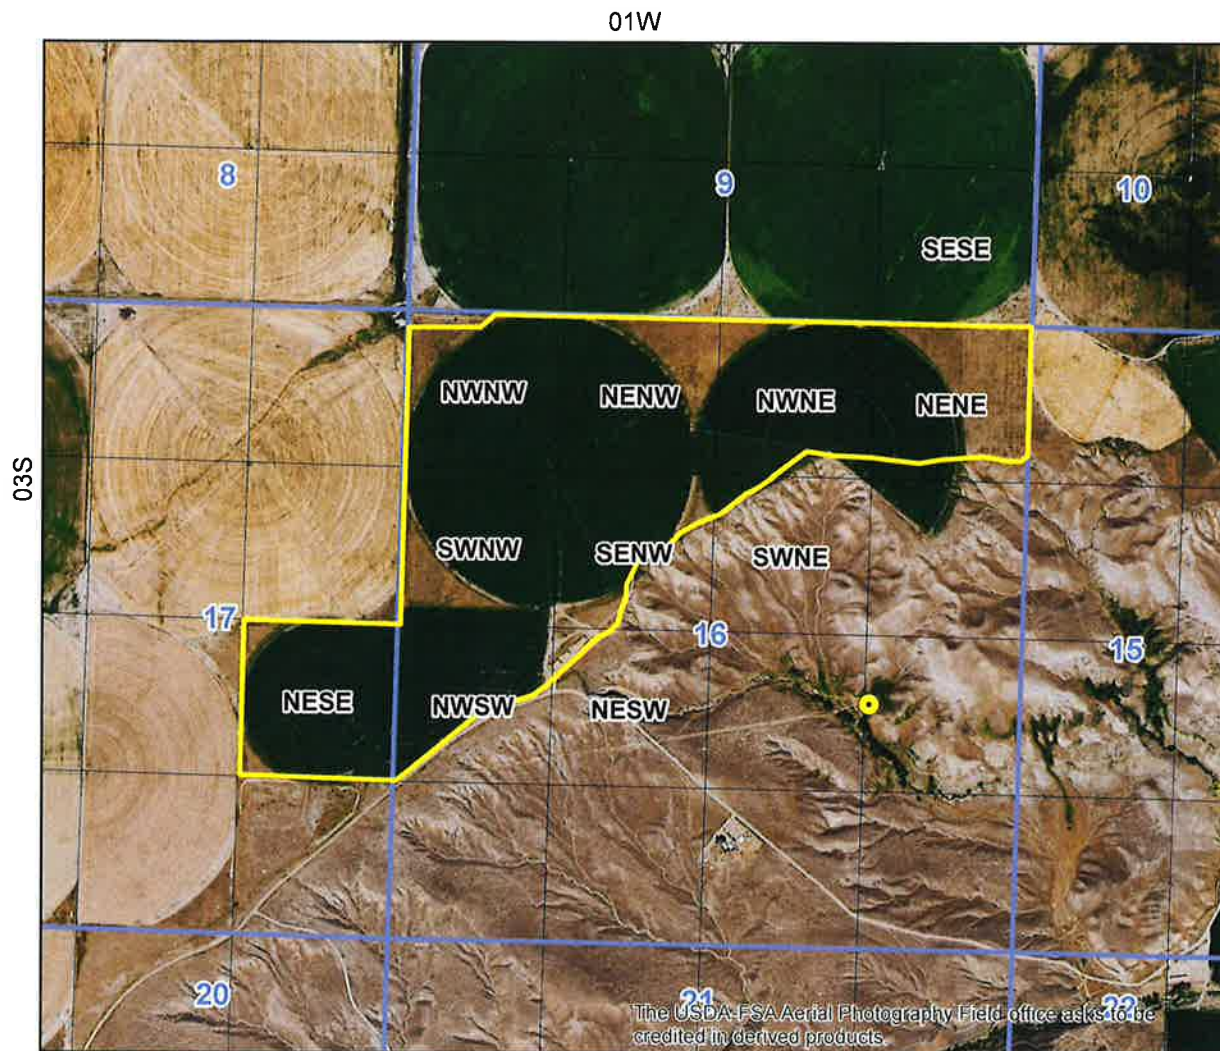 01W
8
9
10
SESE
NWNW
NENW
NWNE
NENE
03S
SWNW
SENW
SWNE
17
16
15
NESE
NWSW
NESW
20
21
22
The USDA-FSA Aerial Photography Field office asks to be
credited in derived products.